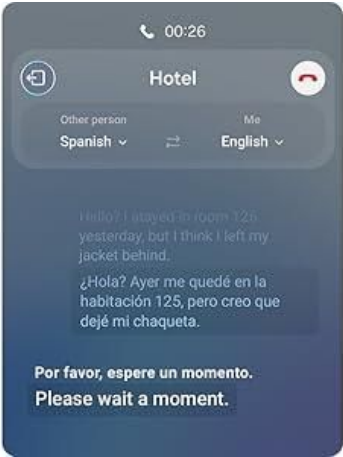 00:26
Hotel
Other person
Me
Spanish
English
Hello? I stayed in room
yesterday, but I think I left my
jacket behind.
¿Hola? Ayer me quedé en la
habitación 125, pero creo que
dejé mi chaqueta.
Por favor, espere un momento.
Please wait a moment.